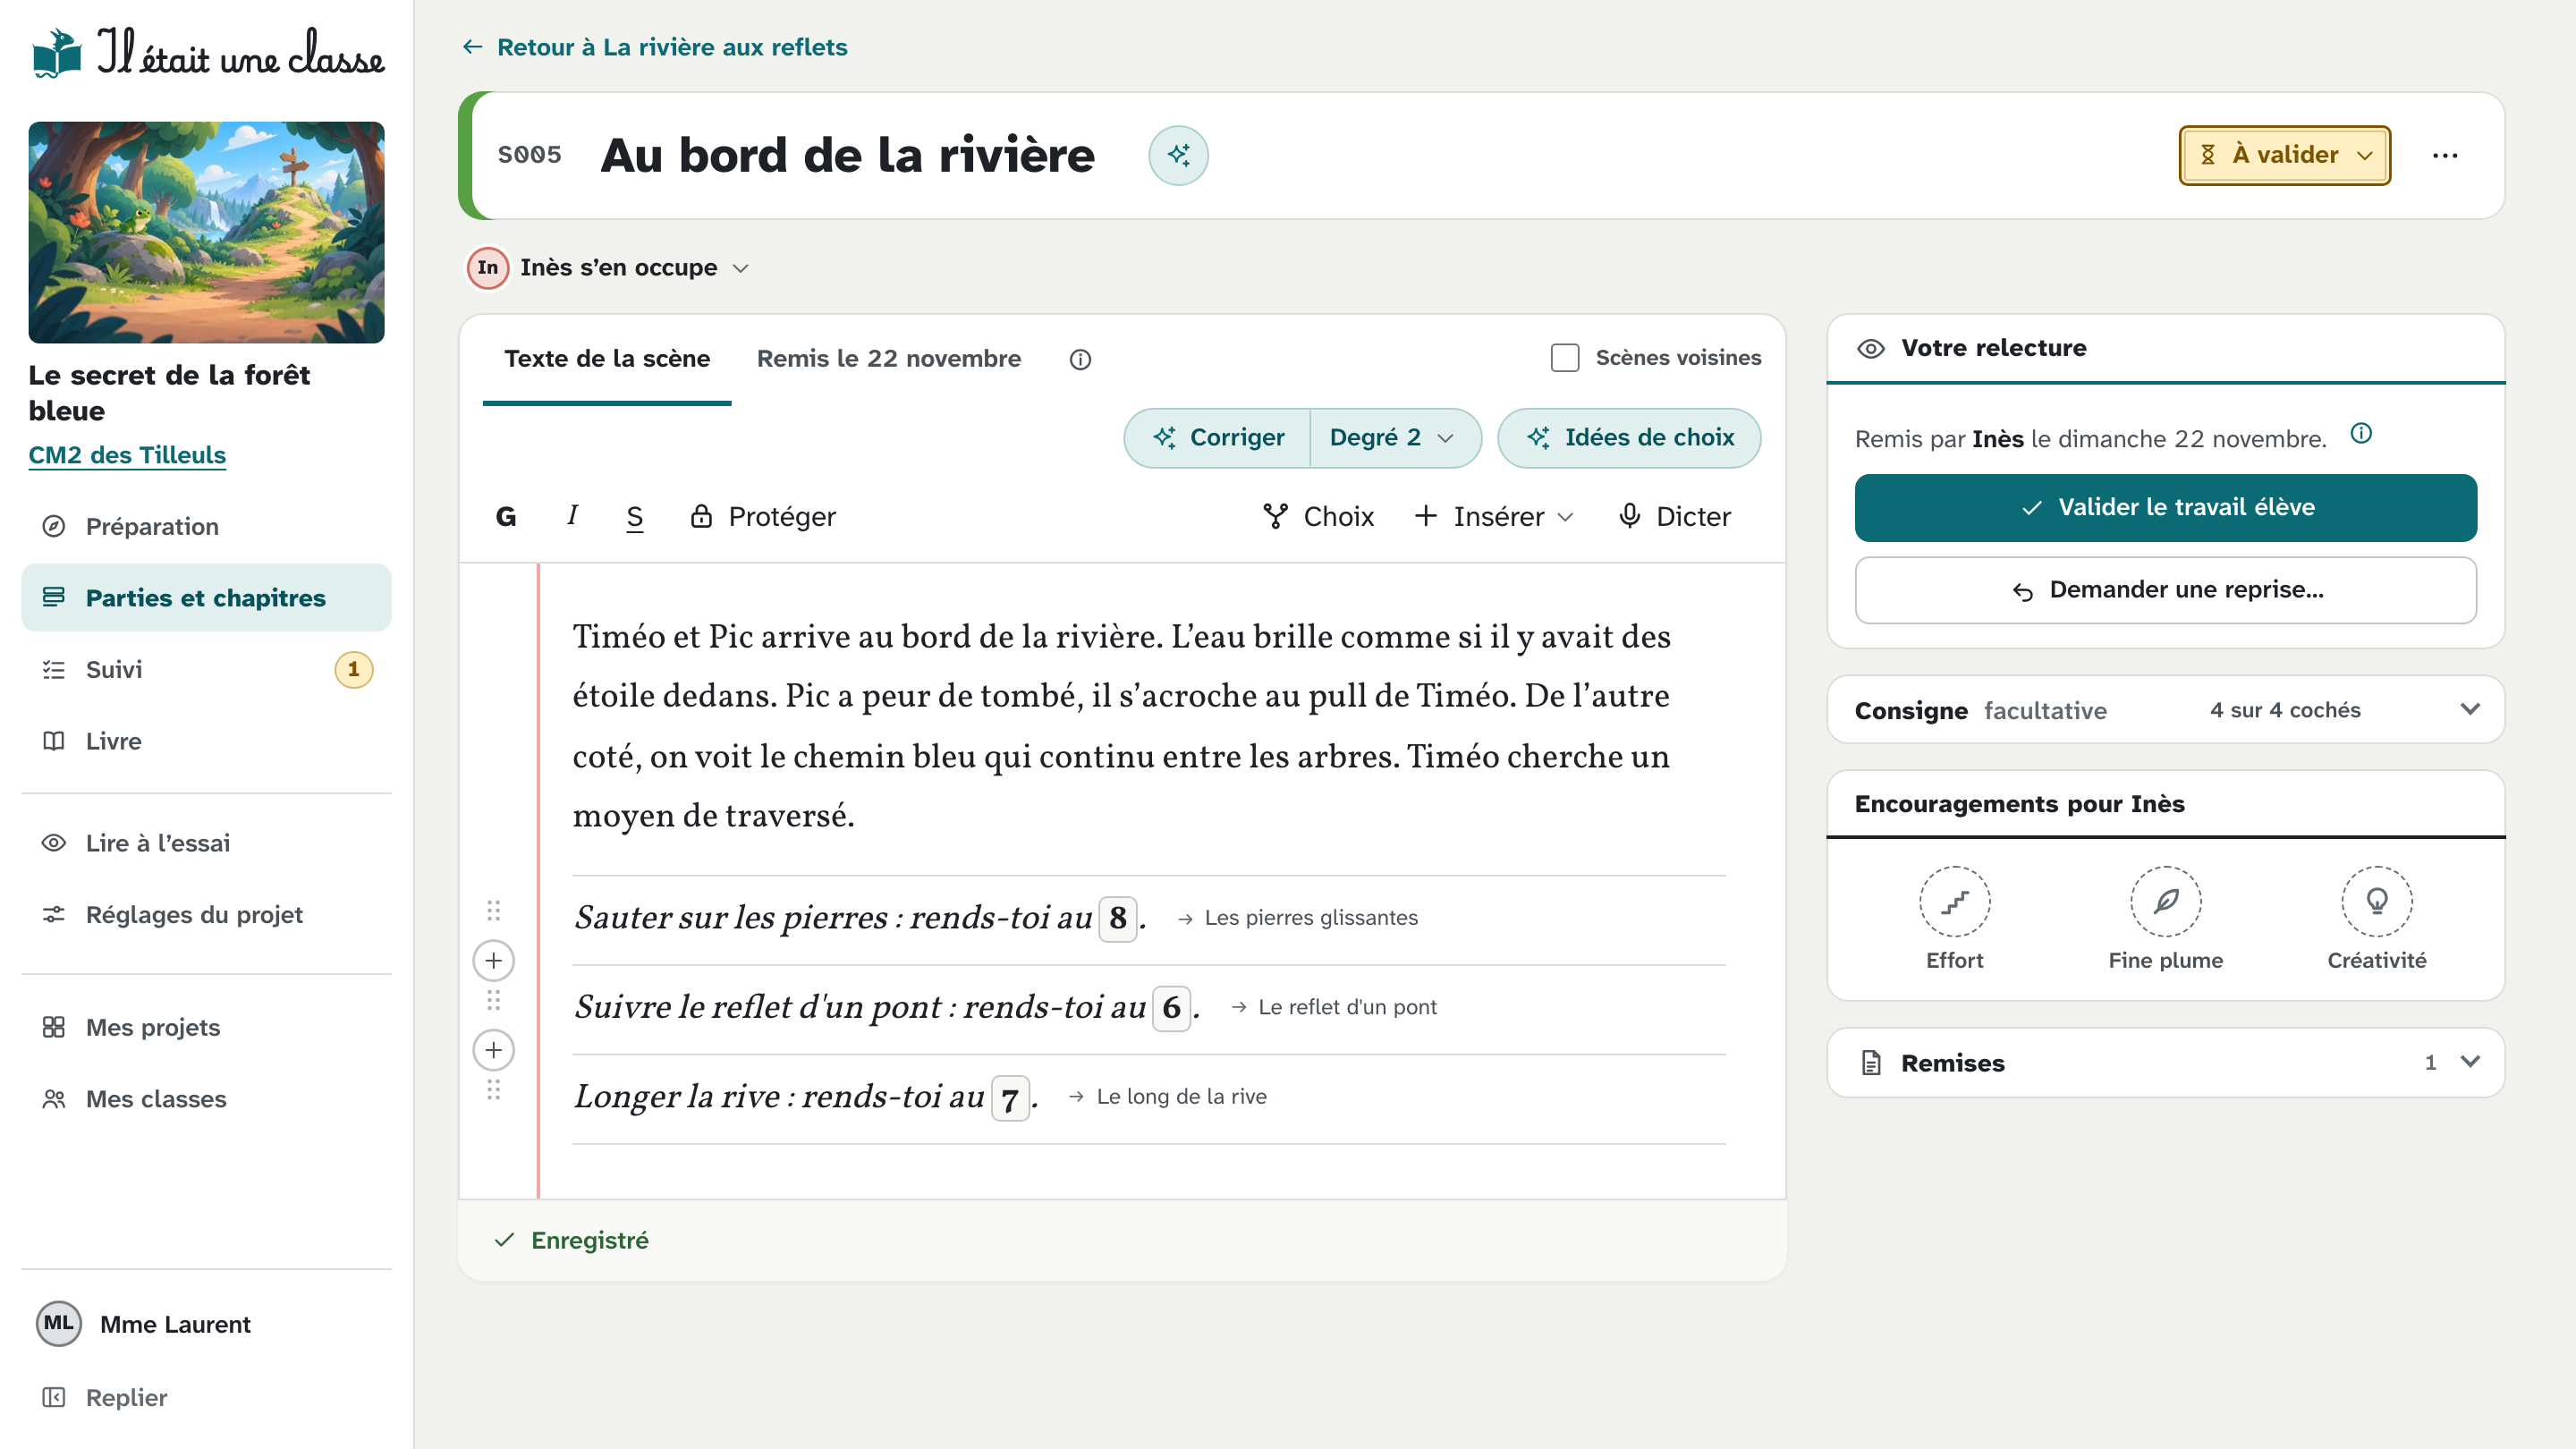 Il était une classe
Le secret de la forêt
bleue
CM2 des Tilleuls
Préparation
Parties et chapitres
Suivi 1
Livre
Lire à l’essai
Réglages du projet
Mes projets
Mes classes
ML Mme Laurent
Replier
← Retour à La rivière aux reflets
S005 Au bord de la rivière
À valider
In Inès s’en occupe
Texte de la scène Remis le 22 novembre
Scènes voisines
Corriger Degré 2 Idées de choix
G I S Protéger Choix Insérer Dicter
Timéo et Pic arrive au bord de la rivière. L’eau brille comme si il y avait des
étoile dedans. Pic a peur de tombé, il s’acroche au pull de Timéo. De l’autre
coté, on voit le chemin bleu qui continu entre les arbres. Timéo cherche un
moyen de traversé.
Sauter sur les pierres : rends-toi au 8. → Les pierres glissantes
Suivre le reflet d'un pont : rends-toi au 6. → Le reflet d'un pont
Longer la rive : rends-toi au 7. → Le long de la rive
Enregistré
Votre relecture
Remis par Inès le dimanche 22 novembre.
Valider le travail élève
Demander une reprise...
Consigne facultative 4 sur 4 cochés
Encouragements pour Inès
Effort Fine plume Créativité
Remises 1